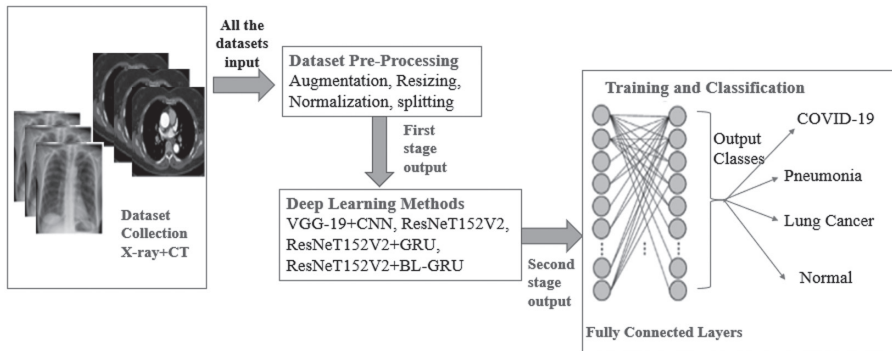 Dataset
Collection
X-ray+CT
All the
datasets
input
Dataset Pre-Processing
Augmentation, Resizing,
Normalization, splitting
First
stage
output
Deep Learning Methods
VGG-19+CNN, ResNeT152V2,
ResNeT152V2+GRU,
ResNeT152V2+BL-GRU
Second
stage
output
Training and Classification
Output
Classes
COVID-19
Pneumonia
Lung Cancer
Normal
Fully Connected Layers